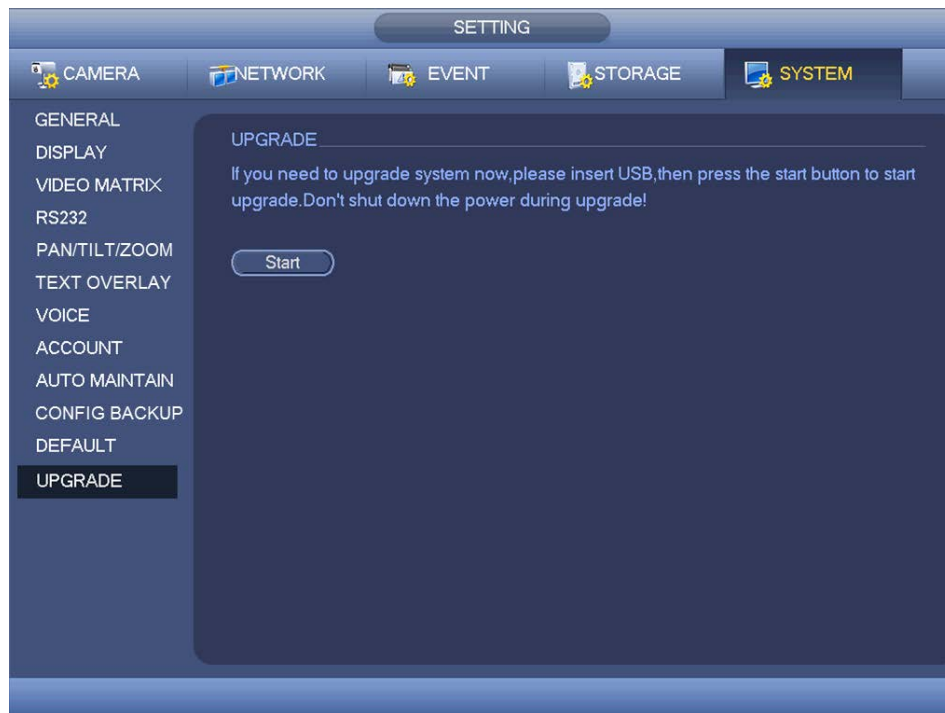 SETTING
CAMERA
NETWORK
EVENT
STORAGE
SYSTEM
GENERAL
DISPLAY
VIDEO MATRIX
RS232
PAN/TILT/ZOOM
TEXT OVERLAY
VOICE
ACCOUNT
AUTO MAINTAIN
CONFIG BACKUP
DEFAULT
UPGRADE
UPGRADE
If you need to upgrade system now,please insert USB,then press the start button to start
upgrade.Don't shut down the power during upgrade!
Start